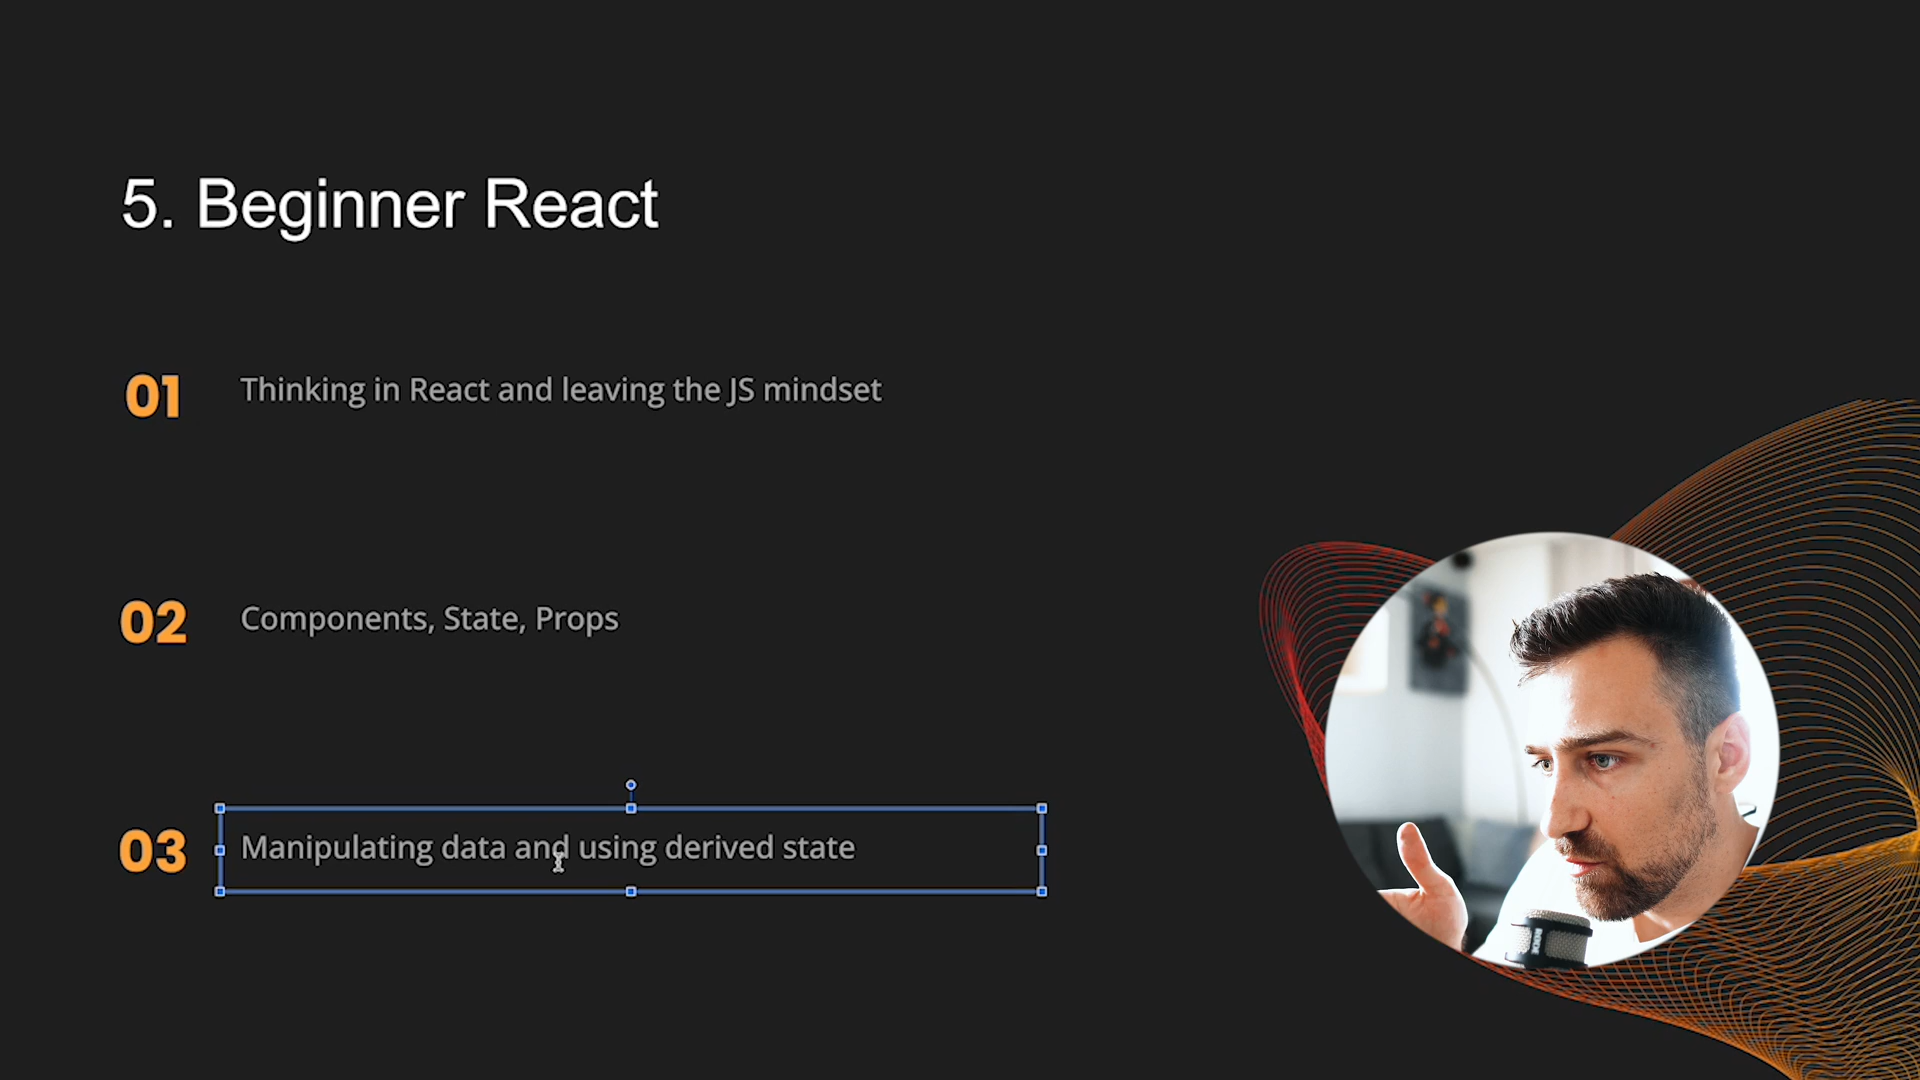 5. Beginner React
01 Thinking in React and leaving the JS mindset
02 Components, State, Props
03 Manipulating data and using derived state
RODE